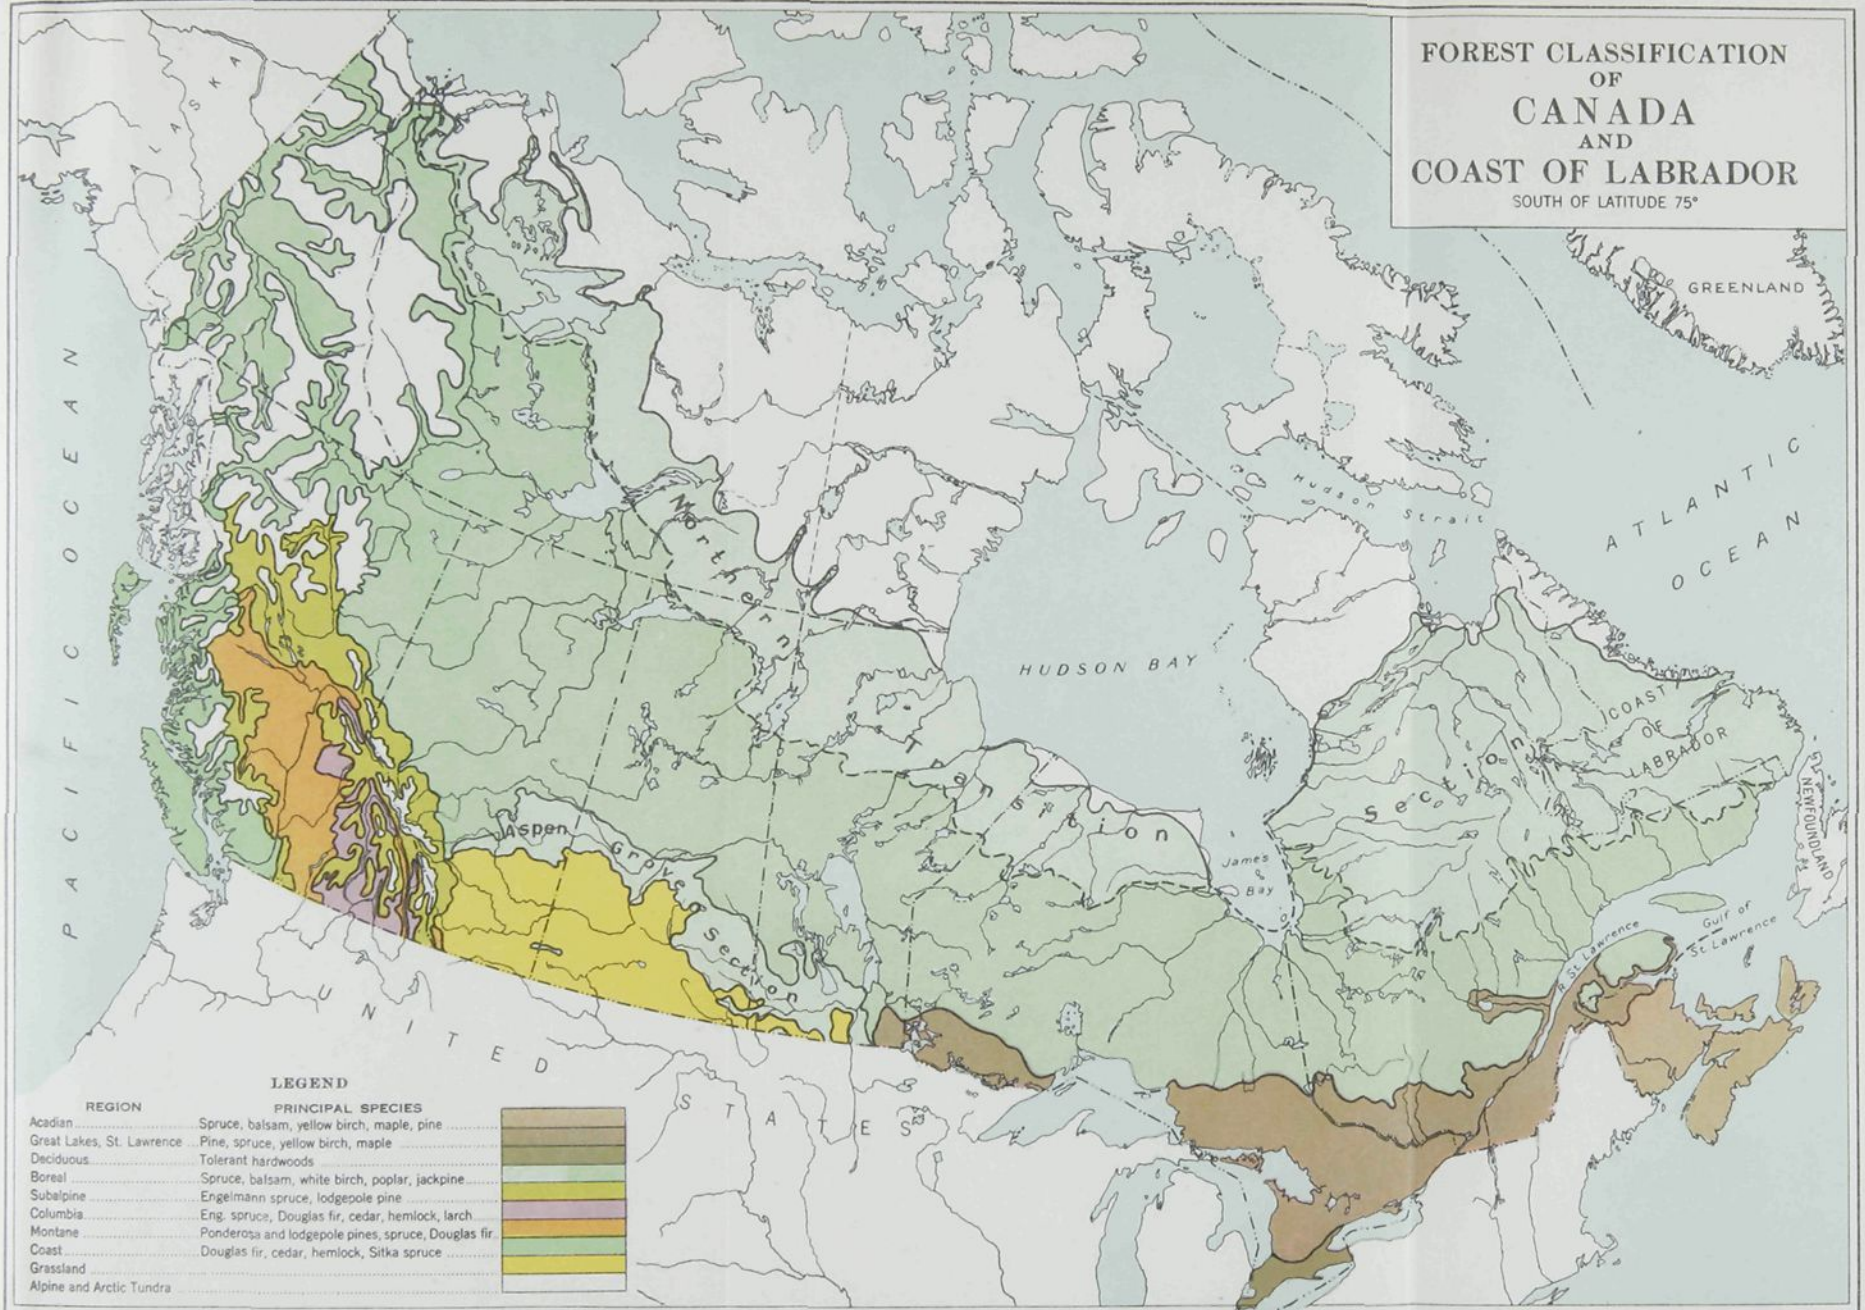 FOREST CLASSIFICATION
OF
CANADA
AND
COAST OF LABRADOR
SOUTH OF LATITUDE 75°
ALASKA
GREENLAND
PACIFIC OCEAN
ATLANTIC
OCEAN
Hudson Strait
HUDSON BAY
Northern Transition Section
COAST
OF
LABRADOR
NEWFOUNDLAND
Aspen Grove Section
James
&
Bay
R. St. Lawrence
Gulf of
St. Lawrence
UNITED STATES
LEGEND
REGION PRINCIPAL SPECIES
Acadian Spruce, balsam, yellow birch, maple, pine
Great Lakes, St. Lawrence Pine, spruce, yellow birch, maple
Deciduous Tolerant hardwoods
Boreal Spruce, balsam, white birch, poplar, jackpine
Subalpine Engelmann spruce, lodgepole pine
Columbia Eng. spruce, Douglas fir, cedar, hemlock, larch
Montane Ponderosa and lodgepole pines, spruce, Douglas fir
Coast Douglas fir, cedar, hemlock, Sitka spruce
Grassland
Alpine and Arctic Tundra